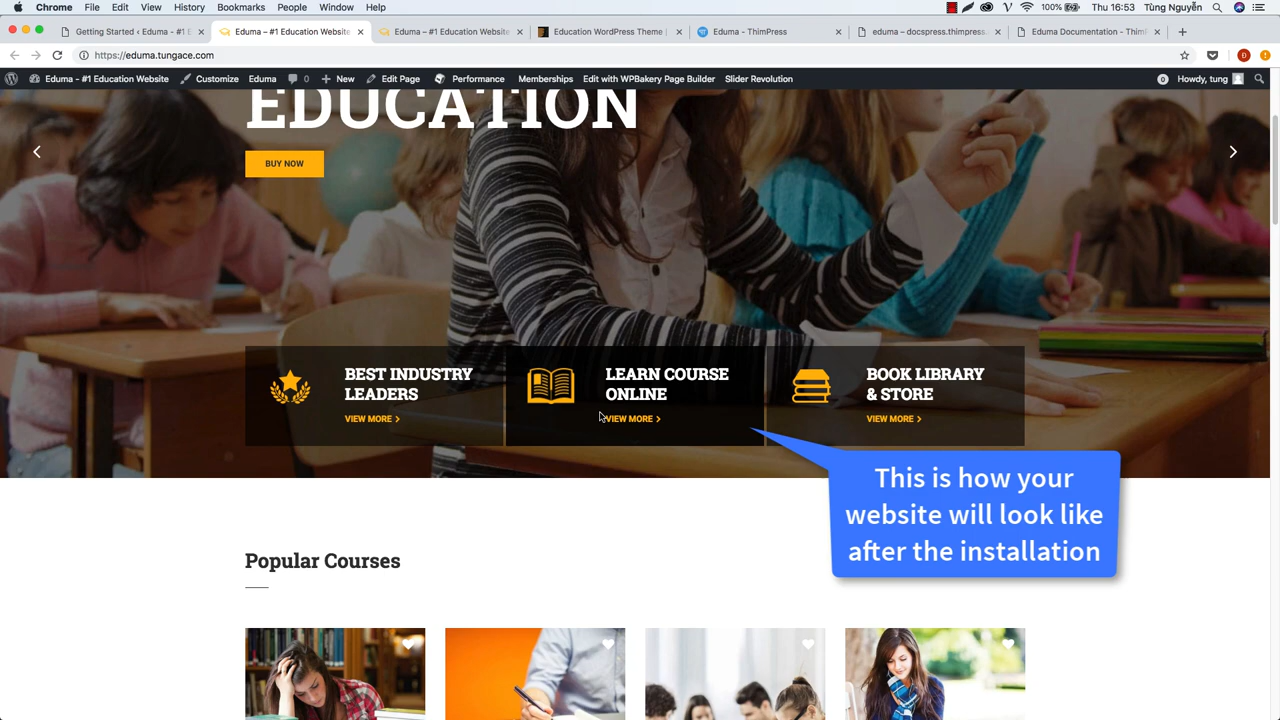 Chrome File Edit View History Bookmarks People Window Help 100% Thu 16:53 Tùng Nguyễn
Getting Started ‹ Eduma - #1 E
Eduma – #1 Education Website
Eduma – #1 Education Website
Education WordPress Theme |
Eduma - ThimPress
eduma – docspress.thimpress.
Eduma Documentation - Thim
https://eduma.tungace.com
Eduma - #1 Education Website Customize Eduma 0 New Edit Page Performance Memberships Edit with WPBakery Page Builder Slider Revolution 0 Howdy, tung
EDUCATION
BUY NOW
BEST INDUSTRY
LEADERS
VIEW MORE >
LEARN COURSE
ONLINE
VIEW MORE >
BOOK LIBRARY
& STORE
VIEW MORE >
This is how your
website will look like
after the installation
Popular Courses